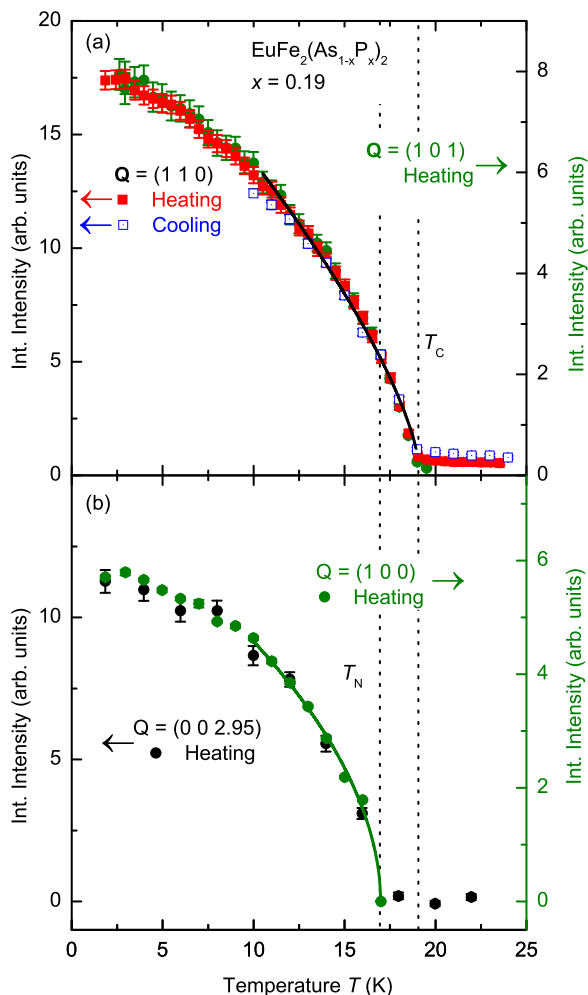 (a)
EuFe₂(As₁₋ₓPₓ)₂
x = 0.19
Q = (1 1 0)
Heating
Cooling
Q = (1 0 1)
Heating
T_C
Int. Intensity (arb. units)
20
15
10
5
0
Int. Intensity (arb. units)
8
6
4
2
0
(b)
Q = (1 0 0)
Heating
T_N
Q = (0 0 2.95)
Heating
Int. Intensity (arb. units)
10
5
0
Int. Intensity (arb. units)
6
4
2
0
0 5 10 15 20 25
Temperature T (K)